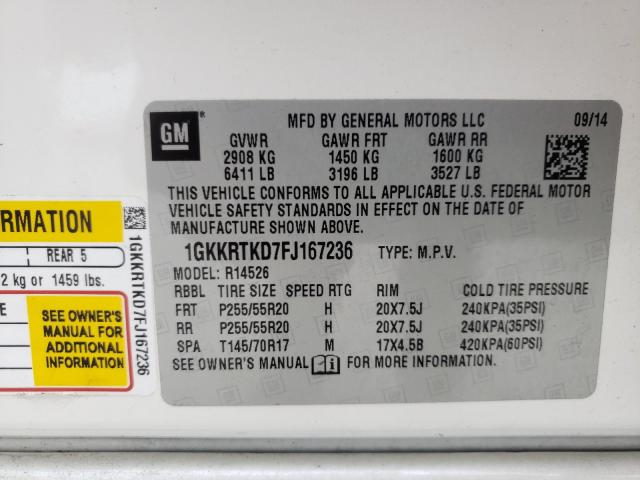 MFD BY GENERAL MOTORS LLC 09/14
GM
GVWR GAWR FRT GAWR RR
2908 KG 1450 KG 1600 KG
6411 LB 3196 LB 3527 LB
THIS VEHICLE CONFORMS TO ALL APPLICABLE U.S. FEDERAL MOTOR
VEHICLE SAFETY STANDARDS IN EFFECT ON THE DATE OF
MANUFACTURE SHOWN ABOVE.
1GKKRTKD7FJ167236 TYPE: M.P.V.
MODEL: R14526
RBBL TIRE SIZE SPEED RTG RIM COLD TIRE PRESSURE
FRT P255/55R20 H 20X7.5J 240KPA(35PSI)
RR P255/55R20 H 20X7.5J 240KPA(35PSI)
SPA T145/70R17 M 17X4.5B 420KPA(60PSI)
SEE OWNER'S MANUAL FOR MORE INFORMATION.
REAR 5
kg or 1459 lbs.
SEE OWNER'S
MANUAL FOR
ADDITIONAL
INFORMATION
1GKKRTKD7FJ167236